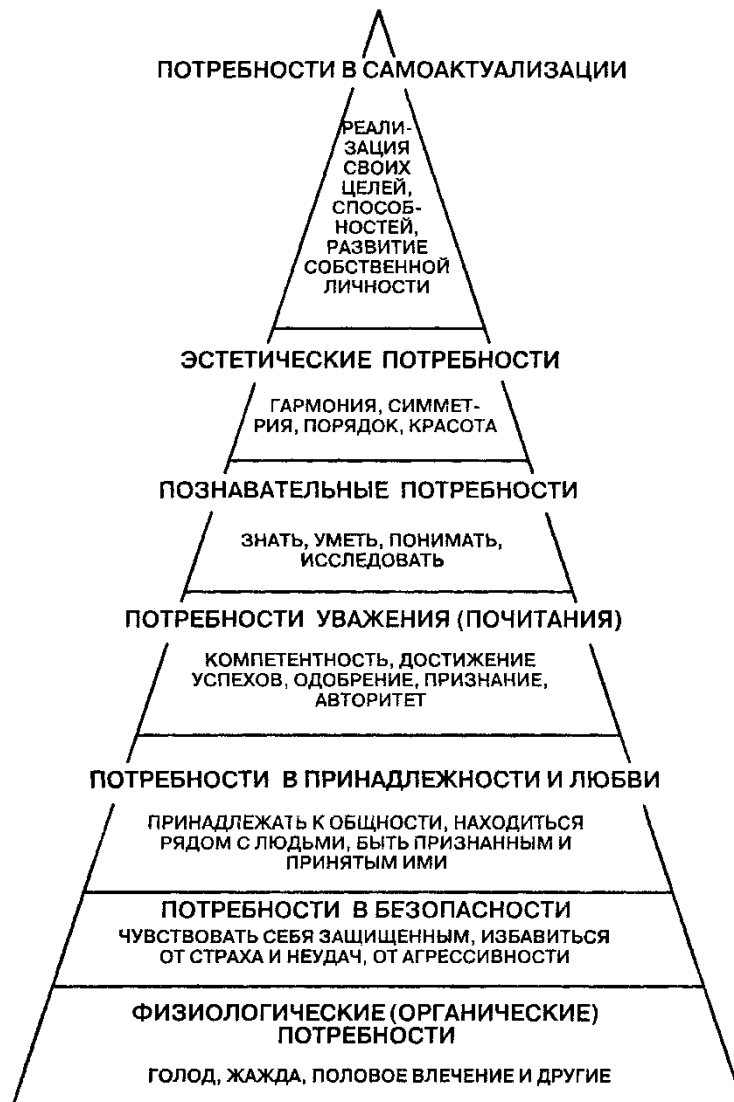 ПОТРЕБНОСТИ В САМОАКТУАЛИЗАЦИИ
РЕАЛИ-
ЗАЦИЯ
СВОИХ
ЦЕЛЕЙ,
СПОСОБ-
НОСТЕЙ,
РАЗВИТИЕ
СОБСТВЕННОЙ
ЛИЧНОСТИ
ЭСТЕТИЧЕСКИЕ ПОТРЕБНОСТИ
ГАРМОНИЯ, СИММЕТ-
РИЯ, ПОРЯДОК, КРАСОТА
ПОЗНАВАТЕЛЬНЫЕ ПОТРЕБНОСТИ
ЗНАТЬ, УМЕТЬ, ПОНИМАТЬ,
ИССЛЕДОВАТЬ
ПОТРЕБНОСТИ УВАЖЕНИЯ (ПОЧИТАНИЯ)
КОМПЕТЕНТНОСТЬ, ДОСТИЖЕНИЕ
УСПЕХОВ, ОДОБРЕНИЕ, ПРИЗНАНИЕ,
АВТОРИТЕТ
ПОТРЕБНОСТИ В ПРИНАДЛЕЖНОСТИ И ЛЮБВИ
ПРИНАДЛЕЖАТЬ К ОБЩНОСТИ, НАХОДИТЬСЯ
РЯДОМ С ЛЮДЬМИ, БЫТЬ ПРИЗНАННЫМ И
ПРИНЯТЫМ ИМИ
ПОТРЕБНОСТИ В БЕЗОПАСНОСТИ
ЧУВСТВОВАТЬ СЕБЯ ЗАЩИЩЕННЫМ, ИЗБАВИТЬСЯ
ОТ СТРАХА И НЕУДАЧ, ОТ АГРЕССИВНОСТИ
ФИЗИОЛОГИЧЕСКИЕ (ОРГАНИЧЕСКИЕ)
ПОТРЕБНОСТИ
ГОЛОД, ЖАЖДА, ПОЛОВОЕ ВЛЕЧЕНИЕ И ДРУГИЕ